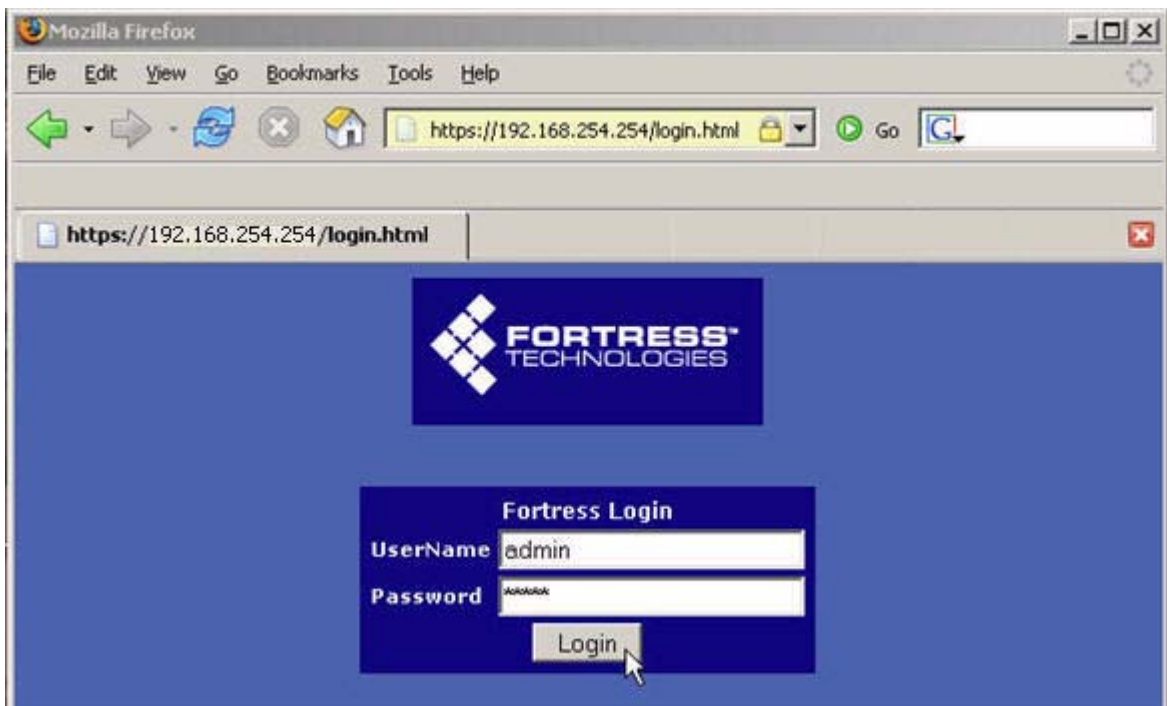 Mozilla Firefox
File Edit View Go Bookmarks Tools Help
https://192.168.254.254/login.html Go G
https://192.168.254.254/login.html
FORTRESS™
TECHNOLOGIES
Fortress Login
UserName admin
Password *****
Login